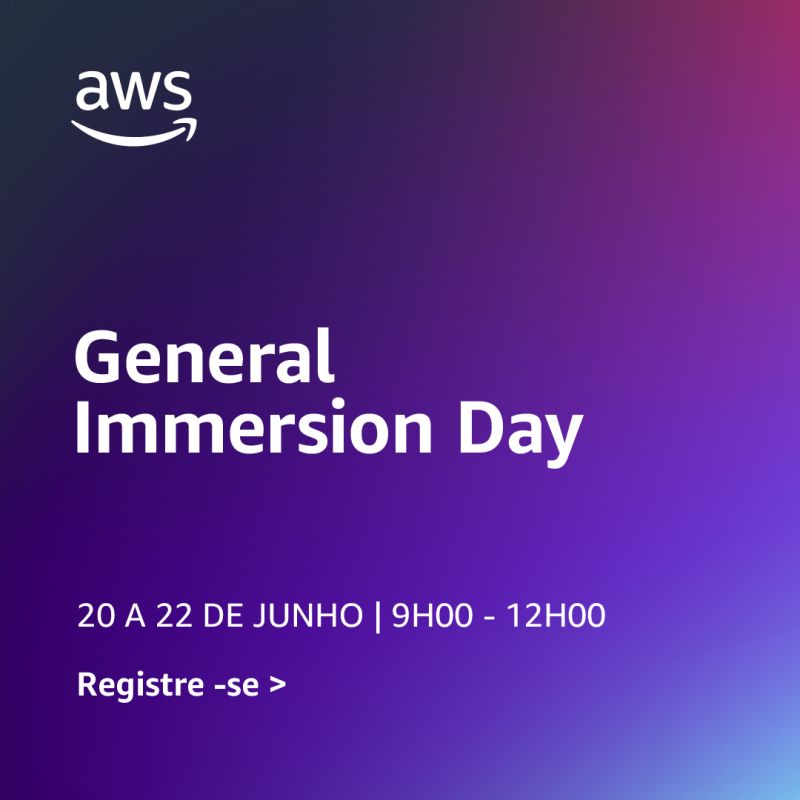 aws
General
Immersion Day
20 A 22 DE JUNHO | 9H00 - 12H00
Registre -se >